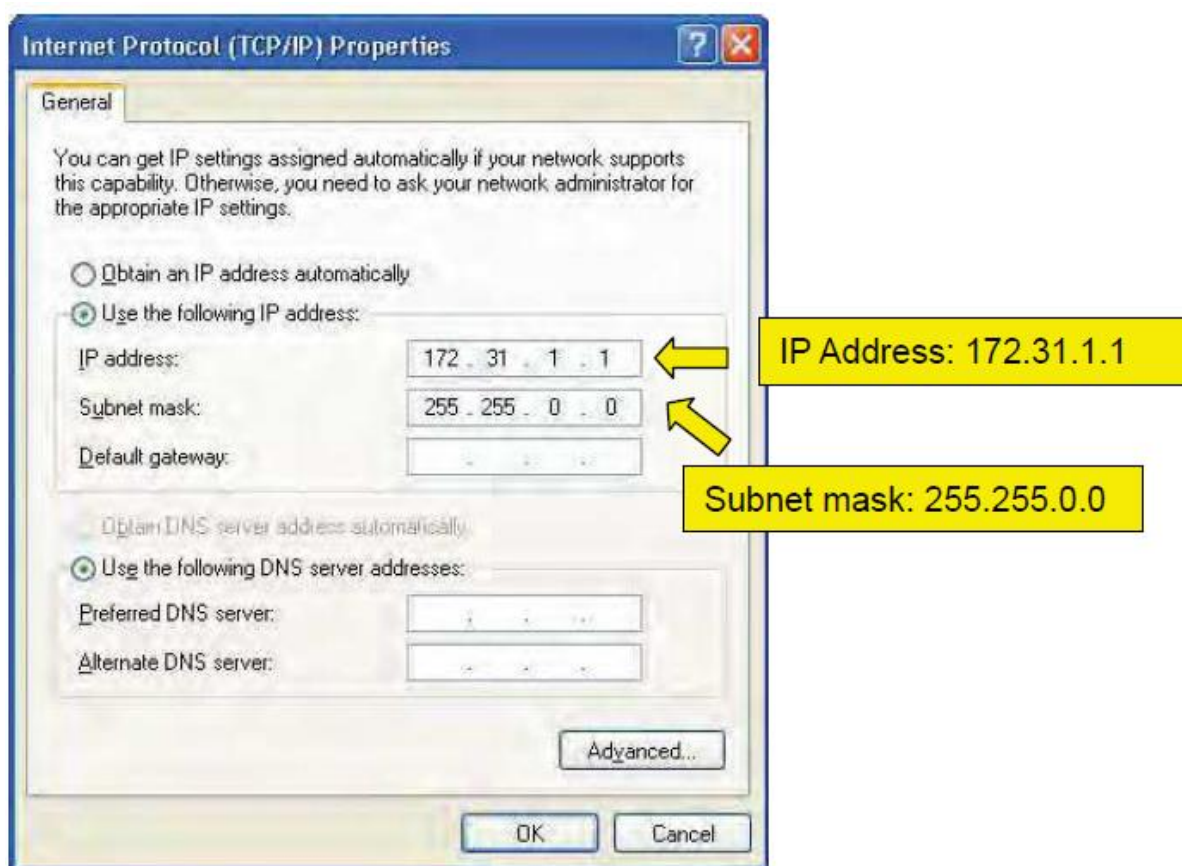 Internet Protocol (TCP/IP) Properties
General
You can get IP settings assigned automatically if your network supports
this capability. Otherwise, you need to ask your network administrator for
the appropriate IP settings.
Obtain an IP address automatically
Use the following IP address:
IP address: 172 . 31 . 1 . 1
IP Address: 172.31.1.1
Subnet mask: 255 . 255 . 0 . 0
Default gateway: . . .
Subnet mask: 255.255.0.0
Obtain DNS server address automatically
Use the following DNS server addresses:
Preferred DNS server: . . .
Alternate DNS server: . . .
Advanced...
OK Cancel